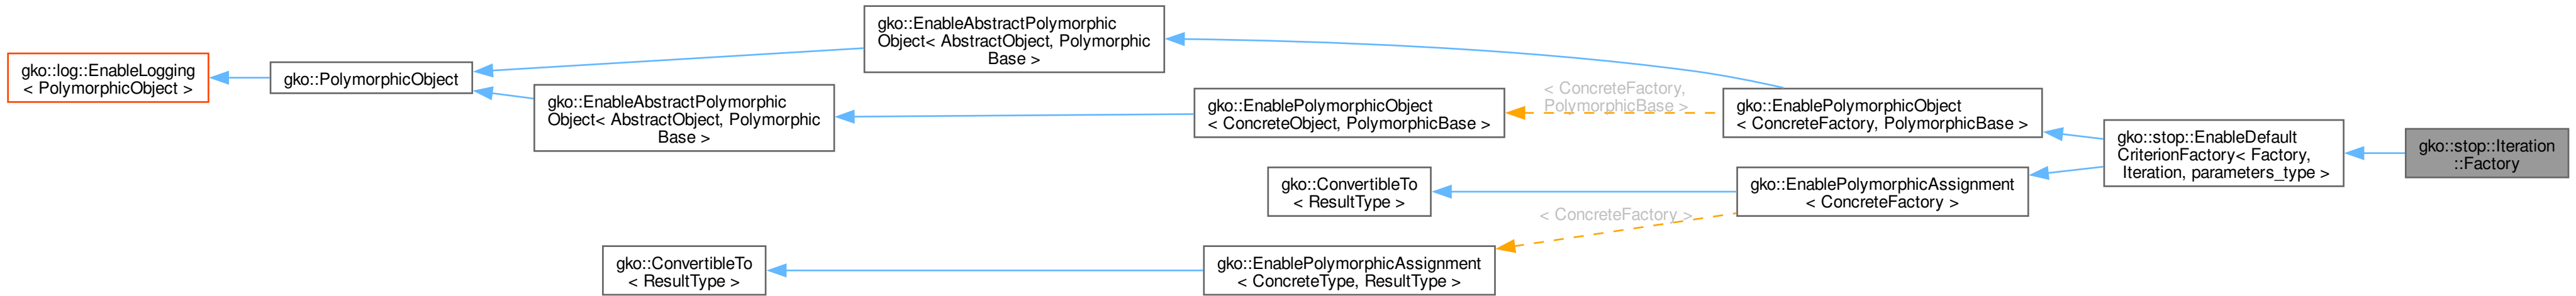 gko::log::EnableLogging
< PolymorphicObject >
gko::PolymorphicObject
gko::EnableAbstractPolymorphic
Object< AbstractObject, Polymorphic
Base >
gko::EnableAbstractPolymorphic
Object< AbstractObject, Polymorphic
Base >
gko::EnablePolymorphicObject
< ConcreteObject, PolymorphicBase >
< ConcreteFactory,
PolymorphicBase >
gko::EnablePolymorphicObject
< ConcreteFactory, PolymorphicBase >
gko::ConvertibleTo
< ResultType >
gko::EnablePolymorphicAssignment
< ConcreteFactory >
< ConcreteFactory >
gko::ConvertibleTo
< ResultType >
gko::EnablePolymorphicAssignment
< ConcreteType, ResultType >
gko::stop::EnableDefault
CriterionFactory< Factory,
Iteration, parameters_type >
gko::stop::Iteration
::Factory